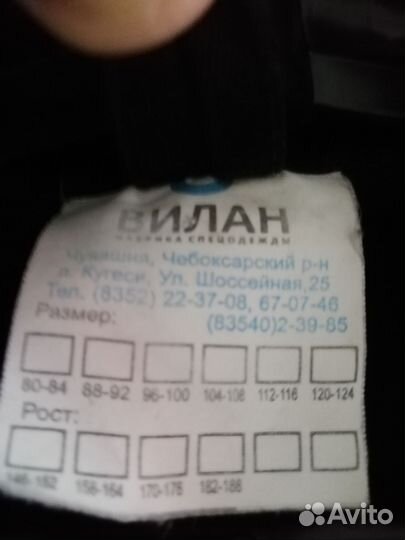 ВИЛАН
ФАБРИКА СПЕЦОДЕЖДЫ
Чувашия, Чебоксарский р-н
п. Кугеси, Ул. Шоссейная,25
Тел. (8352) 22-37-08, 67-07-46
Размер: (83540)2-39-85
80-84 88-92 96-100 104-108 112-116 120-124
Рост:
146-152 158-164 170-176 182-188
Avito